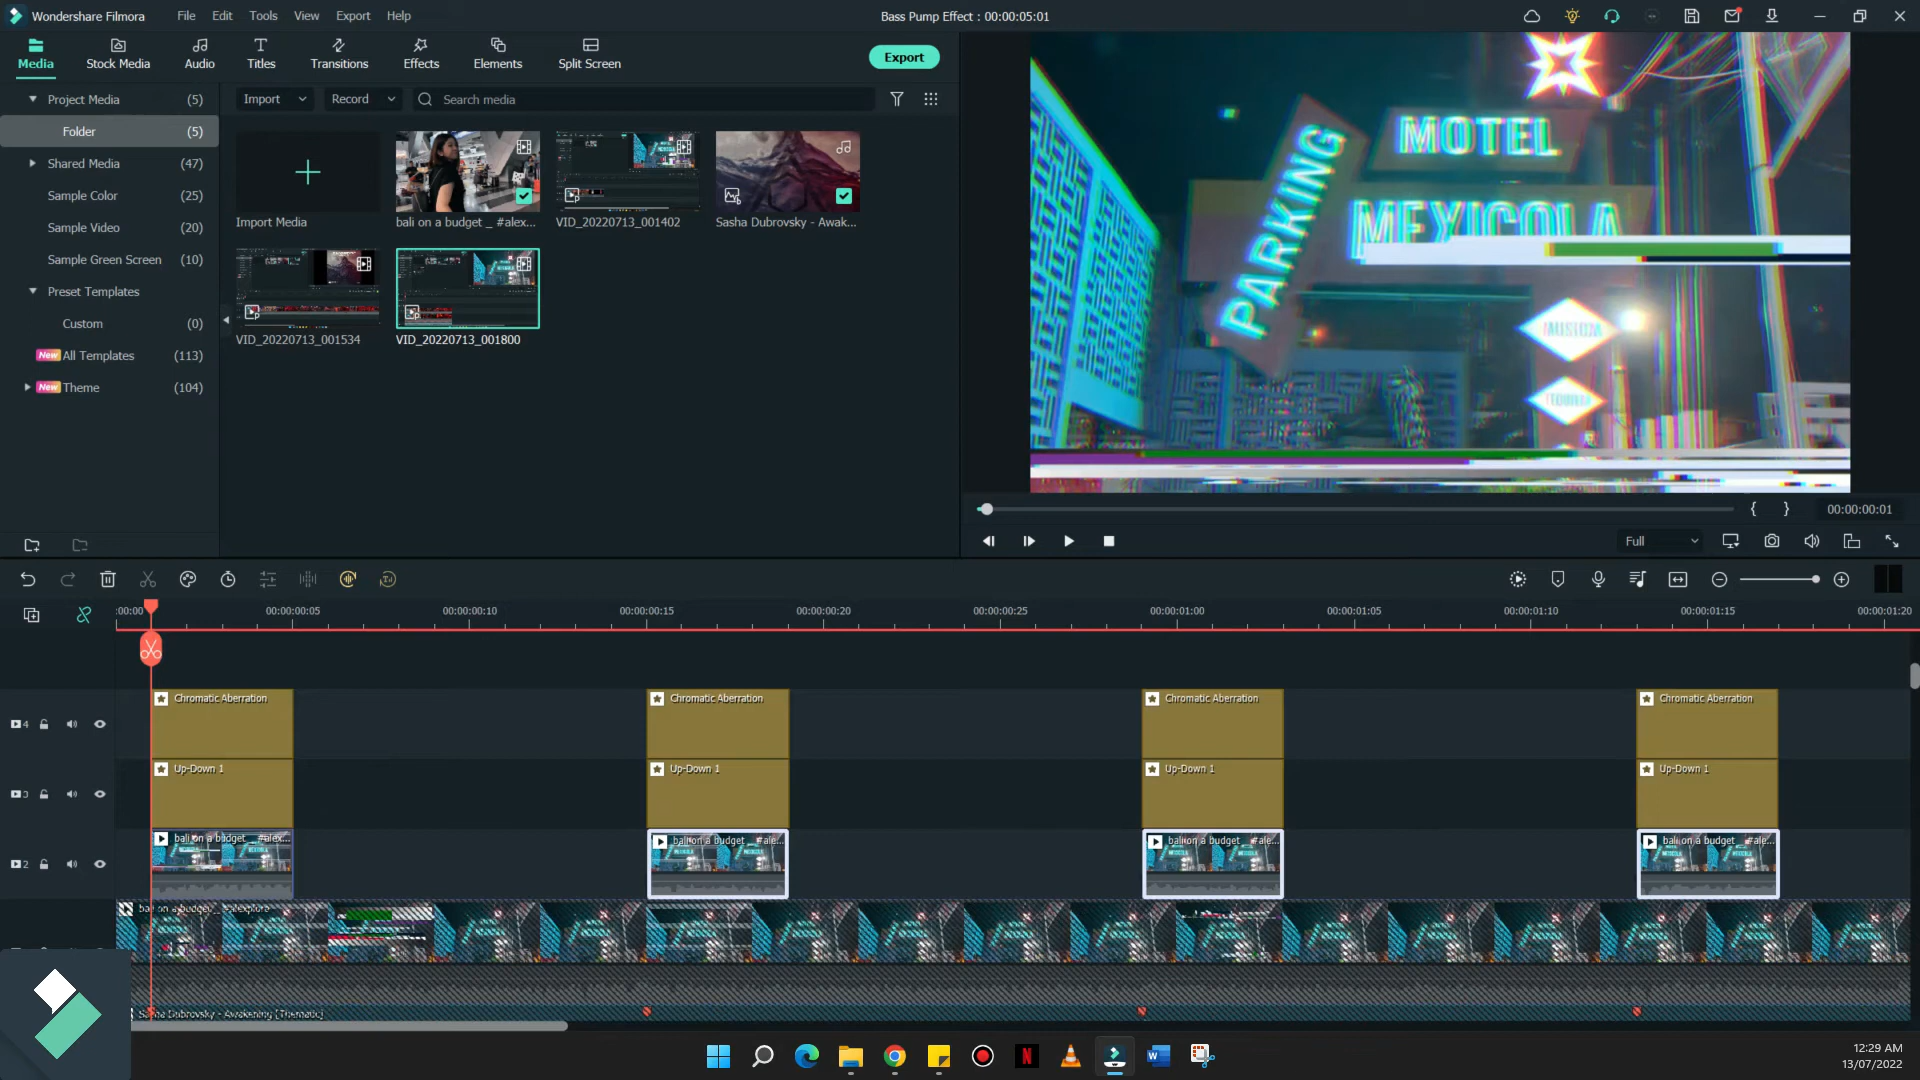 Wondershare Filmora
File
Edit
Tools
View
Export
Help
Bass Pump Effect : 00:00:05:01
Media
Stock Media
Audio
Titles
Transitions
Effects
Elements
Split Screen
Export
Project Media (5)
Folder (5)
Shared Media (47)
Sample Color (25)
Sample Video (20)
Sample Green Screen (10)
Preset Templates
Custom (0)
New All Templates (113)
New Theme (104)
Import
Record
Search media
Import Media
bali on a budget _ #alex...
VID_20220713_001402
Sasha Dubrovsky - Awak...
VID_20220713_001534
VID_20220713_001800
MOTEL
MEXICOLA
PARKING
00:00:00:01
Full
:00:00
00:00:00:05
00:00:00:10
00:00:00:15
00:00:00:20
00:00:00:25
00:00:01:00
00:00:01:05
00:00:01:10
00:00:01:15
00:00:01:20
4
Chromatic Aberration
Chromatic Aberration
Chromatic Aberration
Chromatic Aberration
3
Up-Down 1
Up-Down 1
Up-Down 1
Up-Down 1
2
bali on a budget _ #alex...
bali on a budget _ #ale...
bali on a budget _ #ale...
bali on a budget _ #ale...
bali on a budget _ #alexplore
Sasha Dubrovsky - Awakening [Thematic]
12:29 AM
13/07/2022